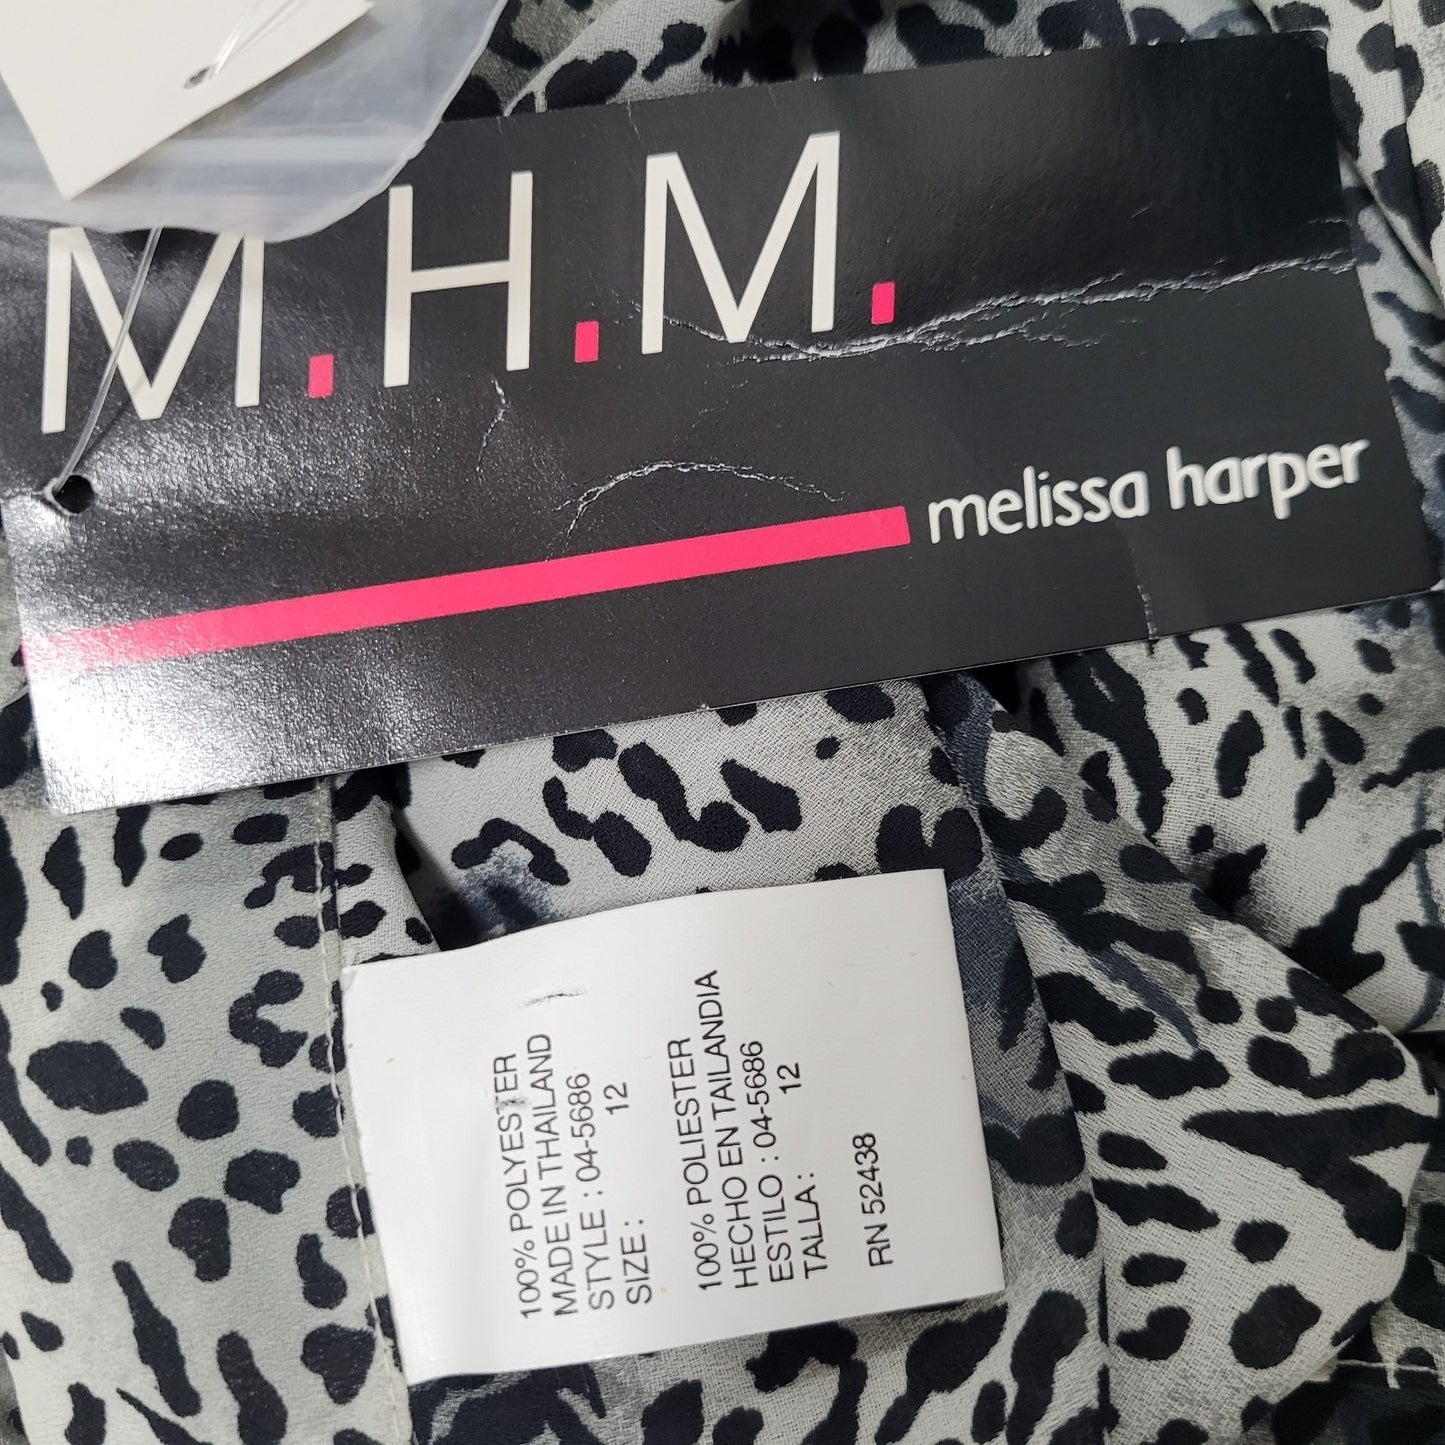 M.H.M.
melissa harper
100% POLYESTER
MADE IN THAILAND
STYLE : 04-5686
SIZE : 12
100% POLIESTER
HECHO EN TAILANDIA
ESTILO : 04-5686
TALLA : 12
RN 52438